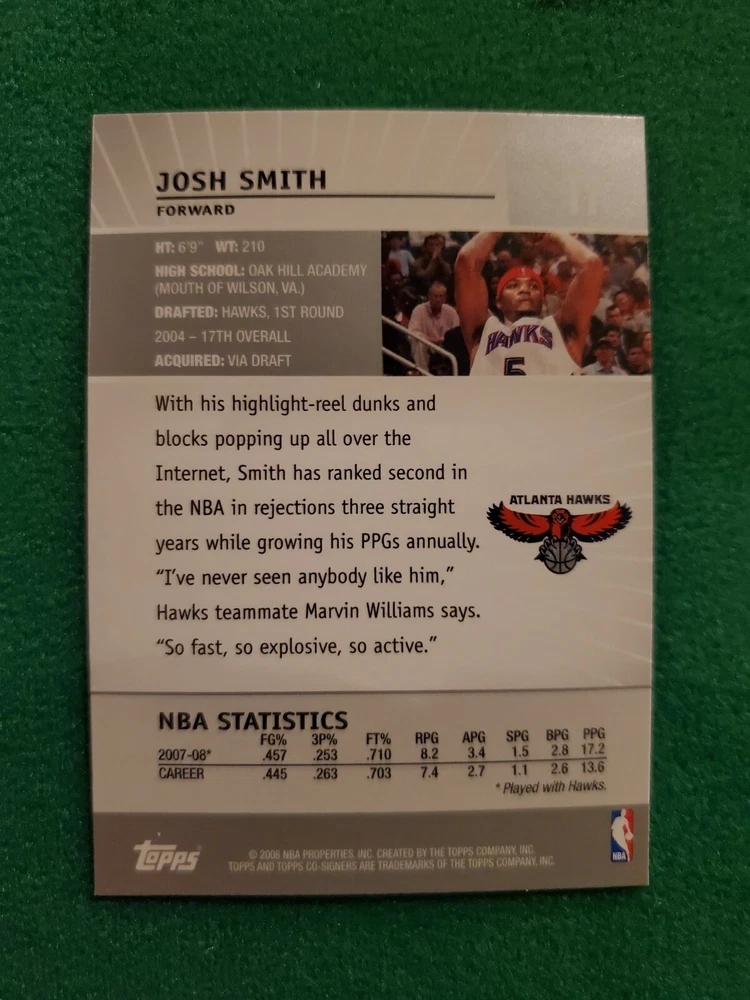 JOSH SMITH
FORWARD
HT: 6'9" WT: 210
HIGH SCHOOL: OAK HILL ACADEMY
(MOUTH OF WILSON, VA.)
DRAFTED: HAWKS, 1ST ROUND
2004 – 17TH OVERALL
ACQUIRED: VIA DRAFT
HAWKS
5
With his highlight-reel dunks and
blocks popping up all over the
Internet, Smith has ranked second in
the NBA in rejections three straight
years while growing his PPGs annually.
“I’ve never seen anybody like him,”
Hawks teammate Marvin Williams says.
“So fast, so explosive, so active.”
ATLANTA HAWKS
NBA STATISTICS
FG% 3P% FT% RPG APG SPG BPG PPG
2007-08* .457 .253 .710 8.2 3.4 1.5 2.8 17.2
CAREER .445 .263 .703 7.4 2.7 1.1 2.6 13.6
* Played with Hawks.
topps
© 2008 NBA PROPERTIES, INC. CREATED BY THE TOPPS COMPANY, INC.
TOPPS AND TOPPS CO-SIGNERS ARE TRADEMARKS OF THE TOPPS COMPANY, INC.
NBA